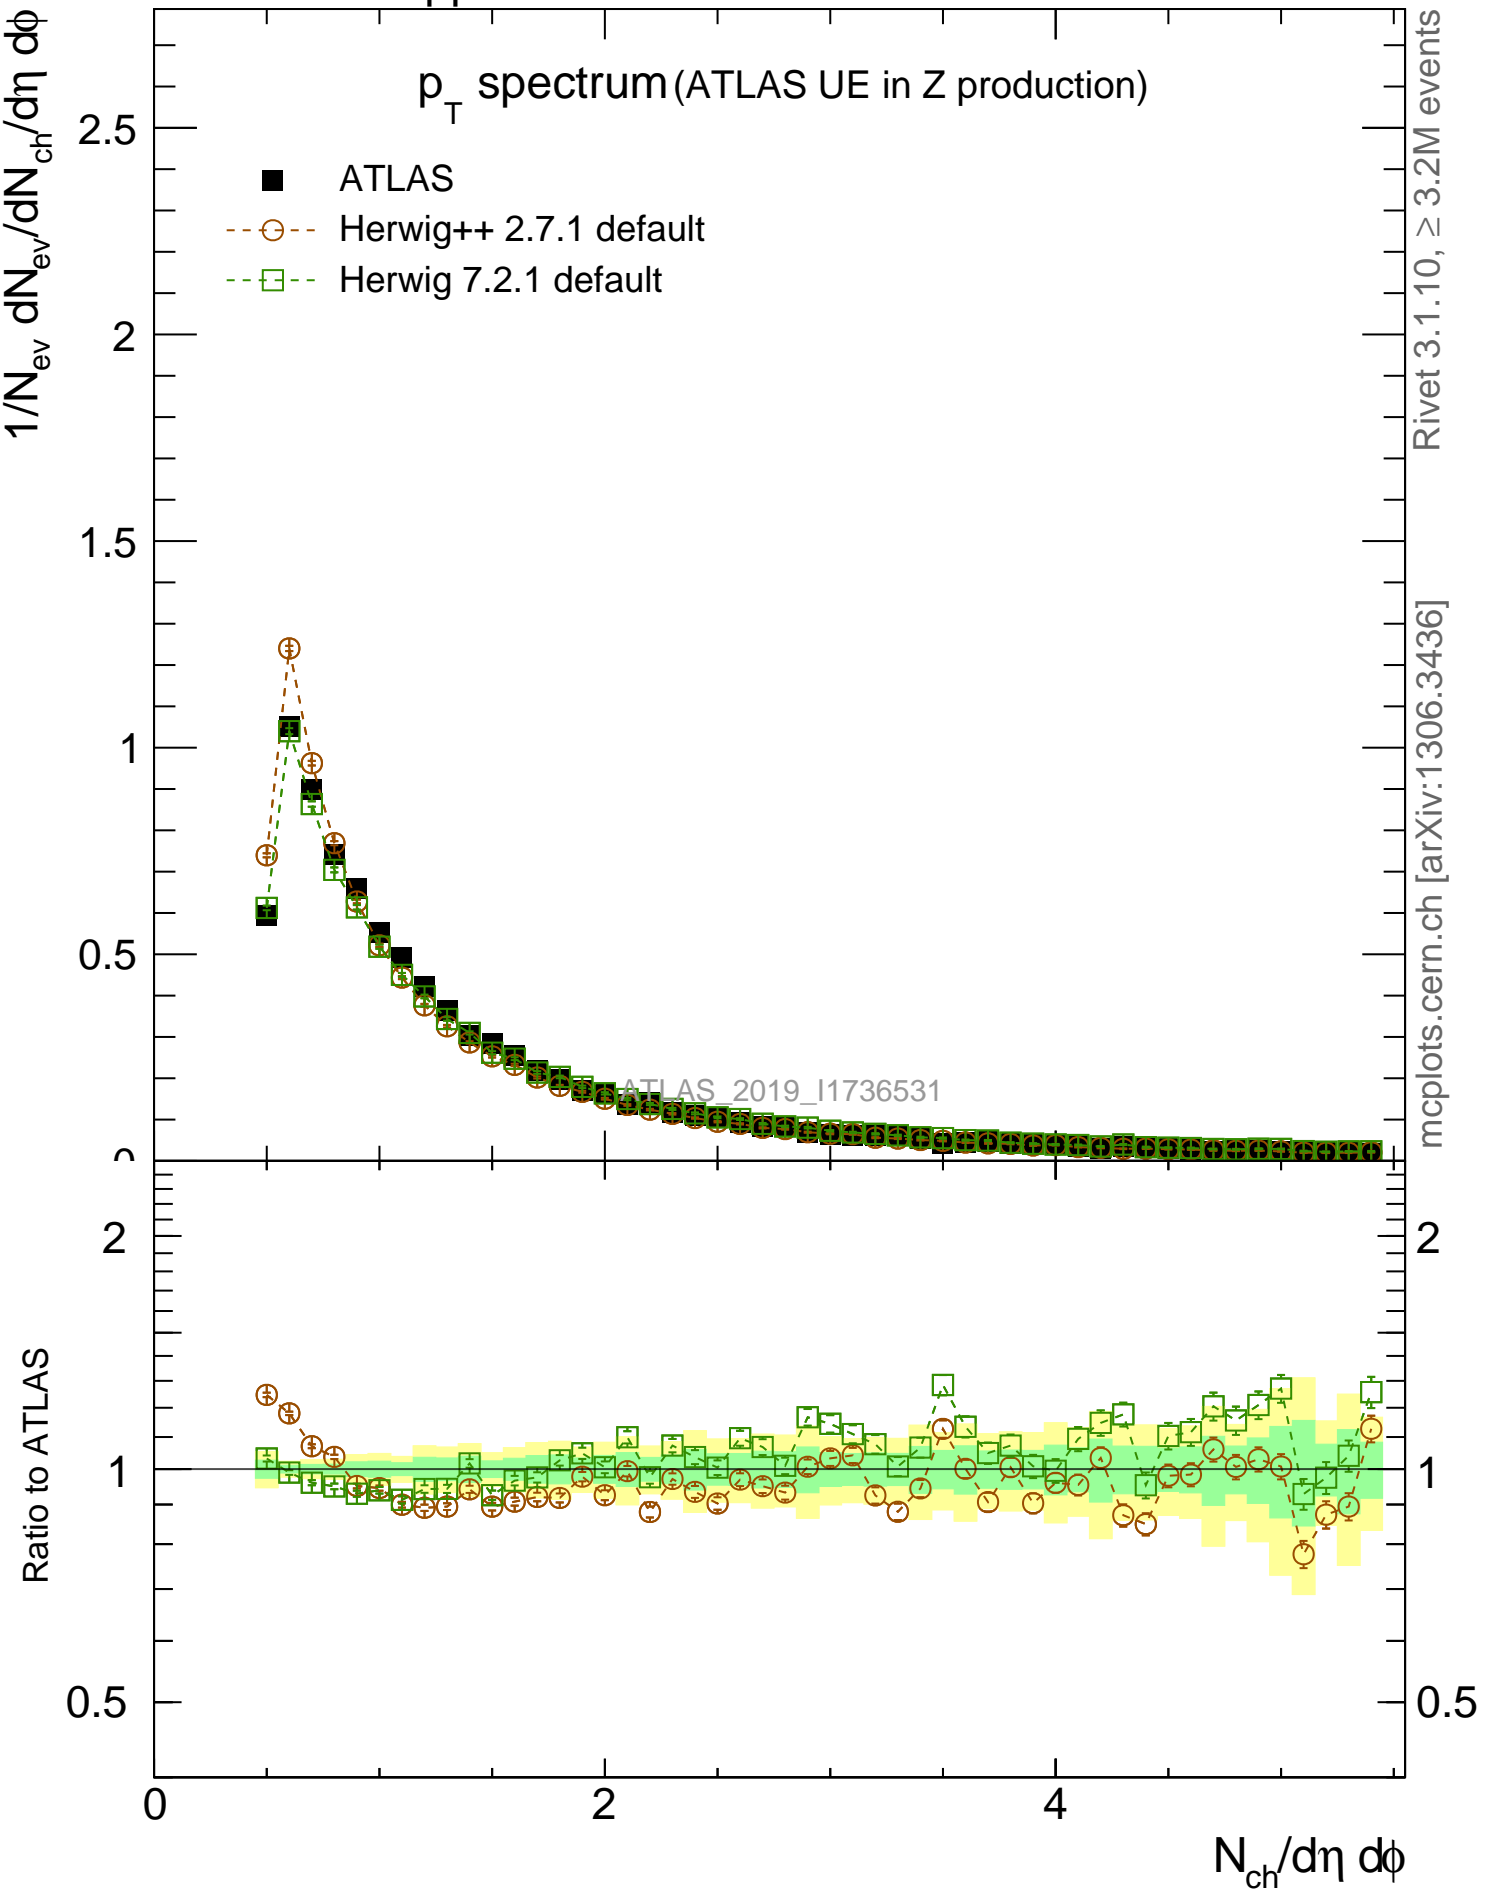 pp
1/N_ev dN_ev/dN_ch/dη dϕ
p_T spectrum (ATLAS UE in Z production)
ATLAS
Herwig++ 2.7.1 default
Herwig 7.2.1 default
2.5
2
1.5
1
0.5
0
ATLAS_2019_I1736531
Rivet 3.1.10, ≥ 3.2M events
mcplots.cern.ch [arXiv:1306.3436]
Ratio to ATLAS
2
1
0.5
2
1
0.5
0
2
4
N_ch/dη dϕ